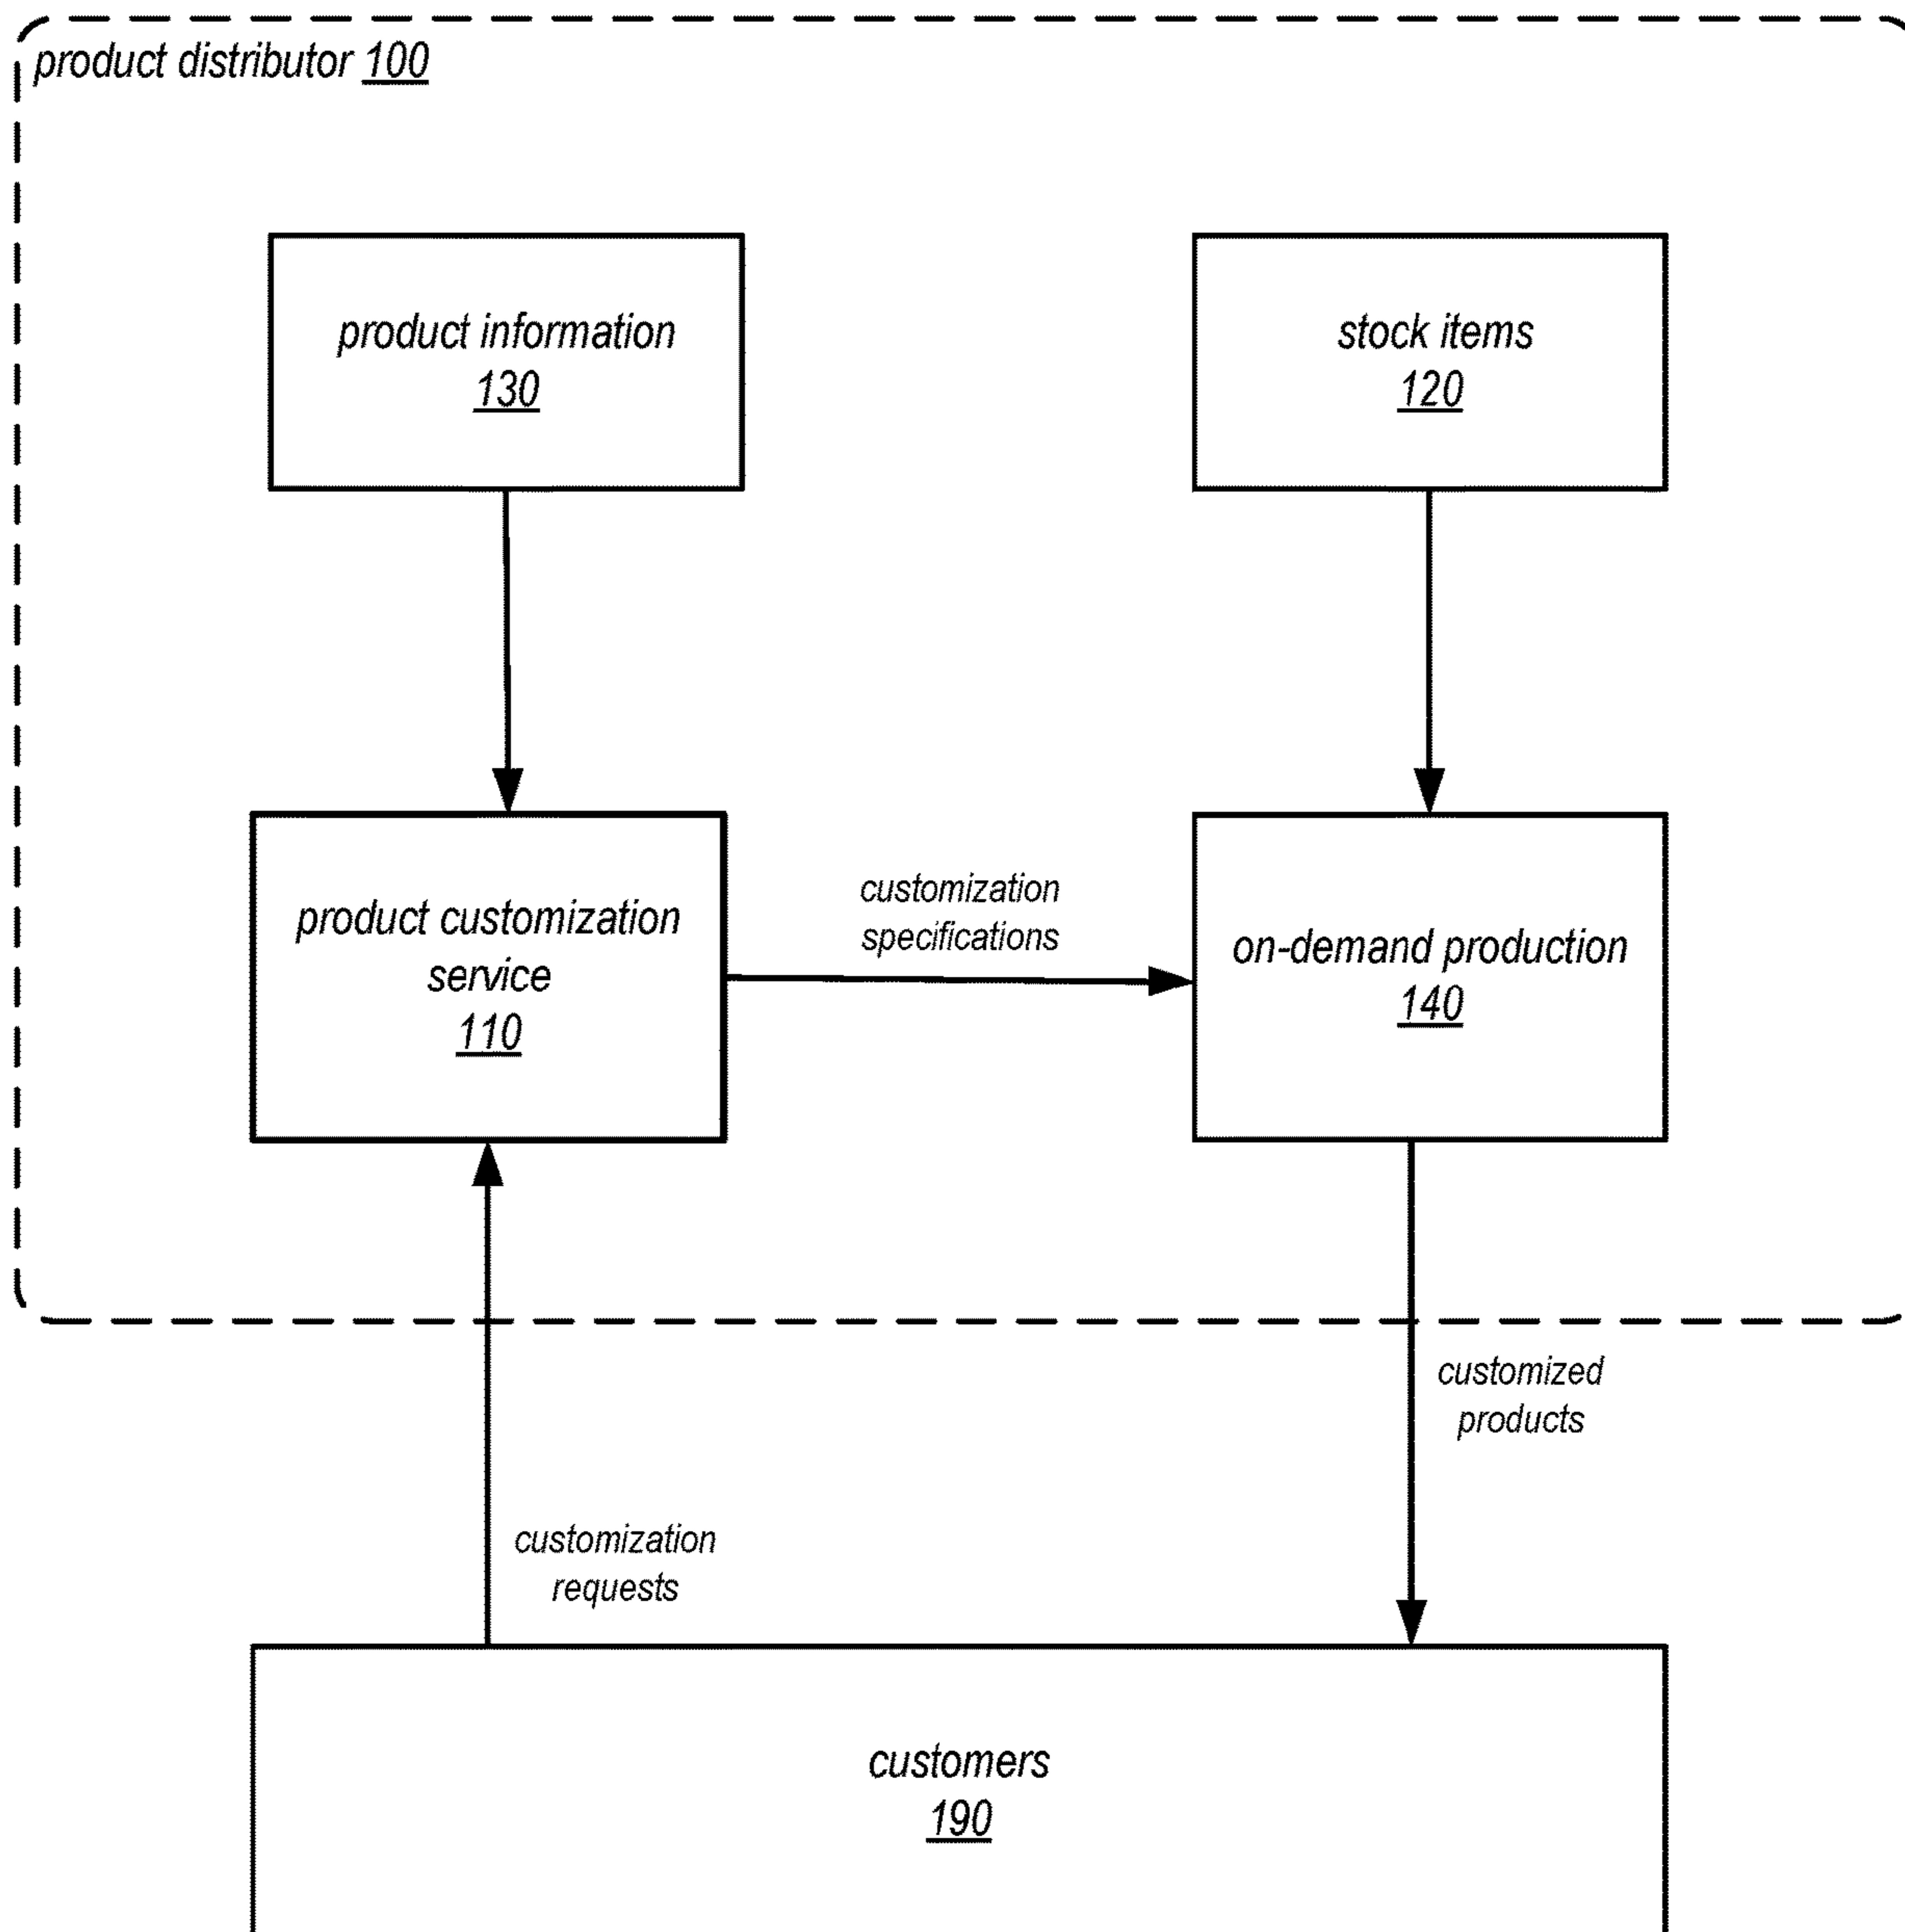 product distributor 100
product information
130
stock items
120
product customization
service
110
customization
specifications
on-demand production
140
customized
products
customization
requests
customers
190